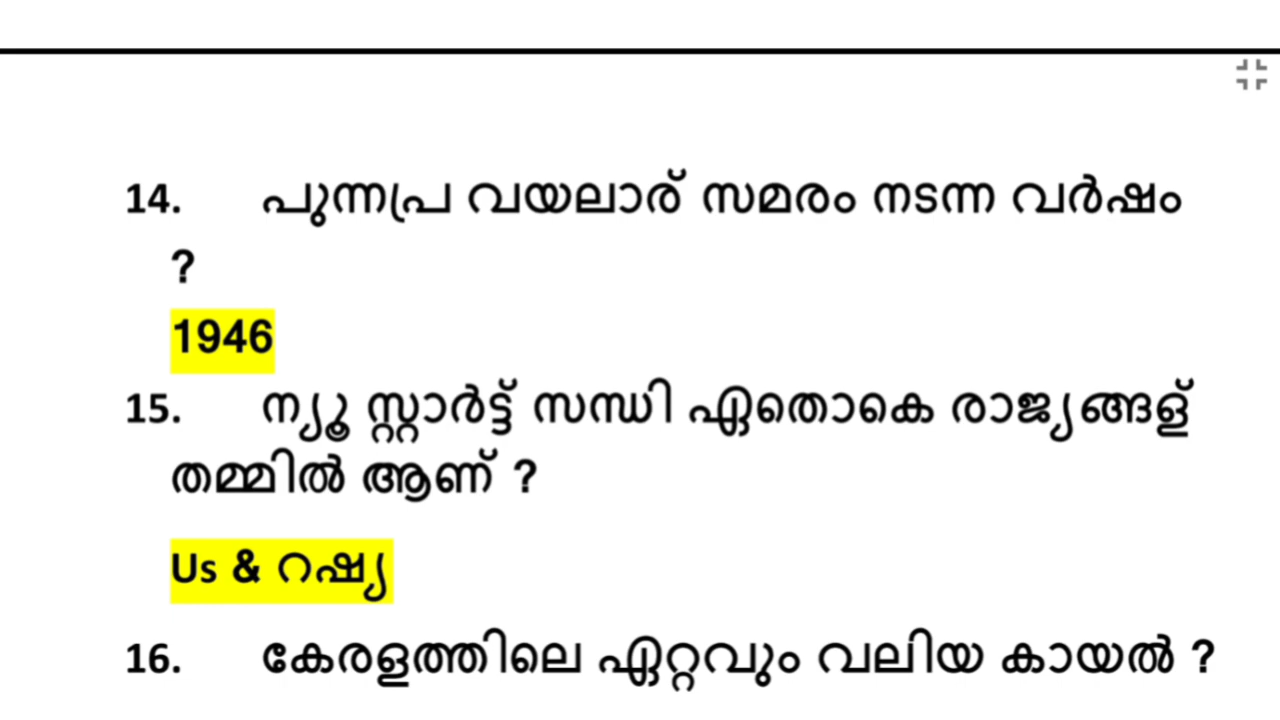 14. പുന്നപ്ര വയലാര് സമരം നടന്ന വർഷം
?
1946
15. ന്യൂ സ്റ്റാർട്ട് സന്ധി ഏതൊകെ രാജ്യങ്ങള്
തമ്മിൽ ആണ് ?
Us & റഷ്യ
16. കേരളത്തിലെ ഏറ്റവും വലിയ കായൽ ?